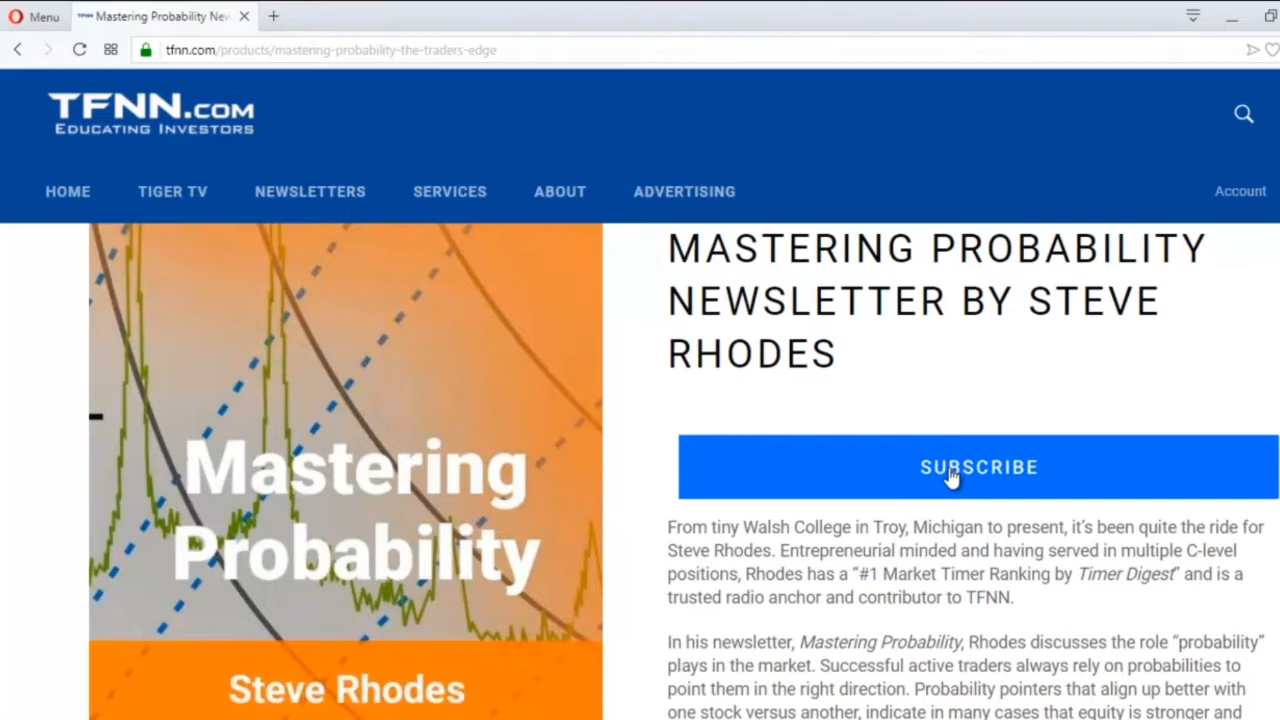 Menu
Mastering Probability New
tfnn.com/products/mastering-probability-the-traders-edge
TFNN.COM
EDUCATING INVESTORS
HOME TIGER TV NEWSLETTERS SERVICES ABOUT ADVERTISING Account
MASTERING PROBABILITY
NEWSLETTER BY STEVE
RHODES
Mastering
Probability
Steve Rhodes
SUBSCRIBE
From tiny Walsh College in Troy, Michigan to present, it’s been quite the ride for
Steve Rhodes. Entrepreneurial minded and having served in multiple C-level
positions, Rhodes has a “#1 Market Timer Ranking by Timer Digest” and is a
trusted radio anchor and contributor to TFNN.
In his newsletter, Mastering Probability, Rhodes discusses the role “probability”
plays in the market. Successful active traders always rely on probabilities to
point them in the right direction. Probability pointers that align up better with
one stock versus another, indicate in many cases that equity is stronger and